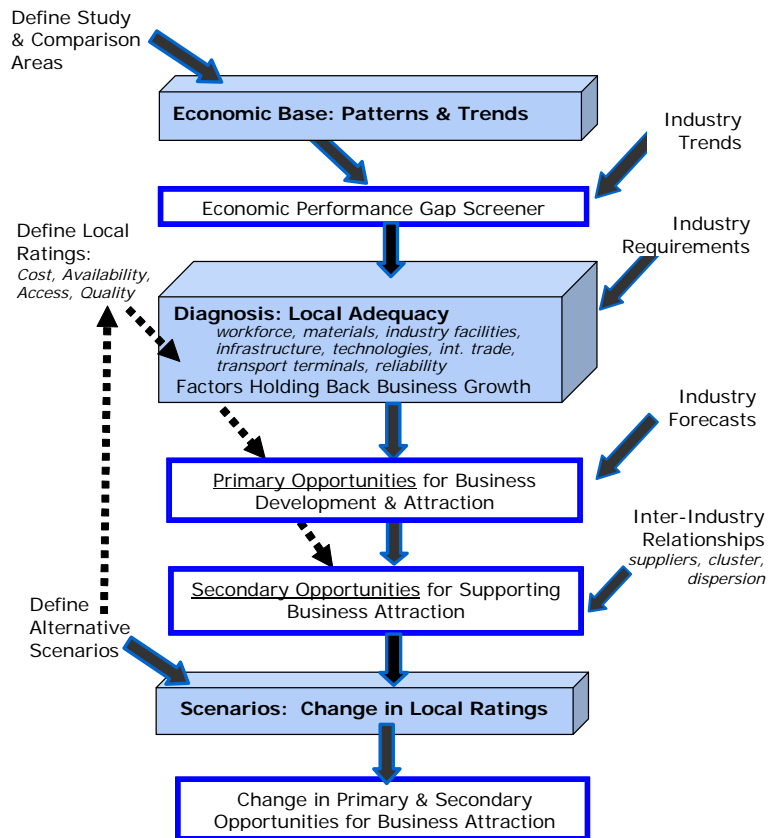 Define Study
& Comparison
Areas
Economic Base: Patterns & Trends
Industry
Trends
Economic Performance Gap Screener
Define Local
Ratings:
Cost, Availability,
Access, Quality
Industry
Requirements
Diagnosis: Local Adequacy
workforce, materials, industry facilities,
infrastructure, technologies, int. trade,
transport terminals, reliability
Factors Holding Back Business Growth
Industry
Forecasts
Primary Opportunities for Business
Development & Attraction
Inter-Industry
Relationships
suppliers, cluster,
dispersion
Secondary Opportunities for Supporting
Business Attraction
Define
Alternative
Scenarios
Scenarios: Change in Local Ratings
Change in Primary & Secondary
Opportunities for Business Attraction